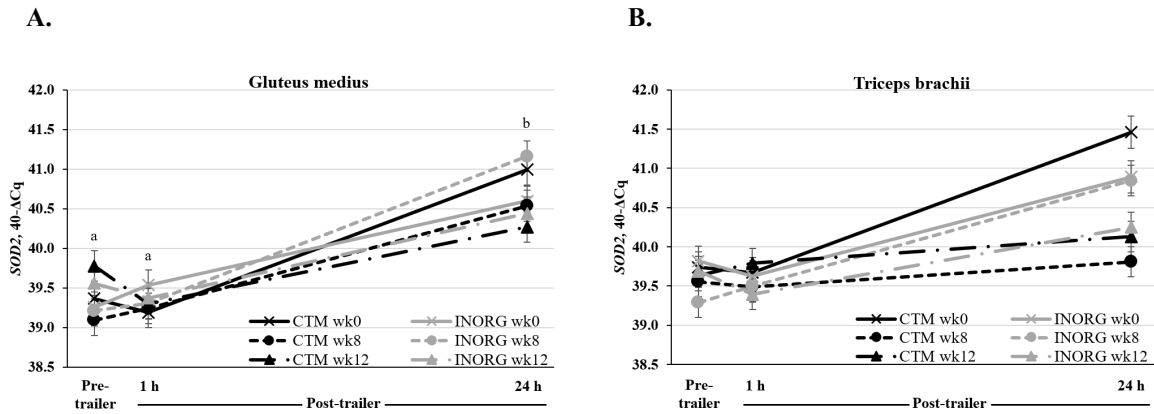 A.
Gluteus medius
42.0
41.5
41.0
40.5
40.0
39.5
39.0
38.5
SOD2, 40-ΔCq
a
a
b
CTM wk0
INORG wk0
CTM wk8
INORG wk8
CTM wk12
INORG wk12
Pre-
trailer
1 h
24 h
Post-trailer
B.
Triceps brachii
42.0
41.5
41.0
40.5
40.0
39.5
39.0
38.5
SOD2, 40-ΔCq
CTM wk0
INORG wk0
CTM wk8
INORG wk8
CTM wk12
INORG wk12
Pre-
trailer
1 h
24 h
Post-trailer